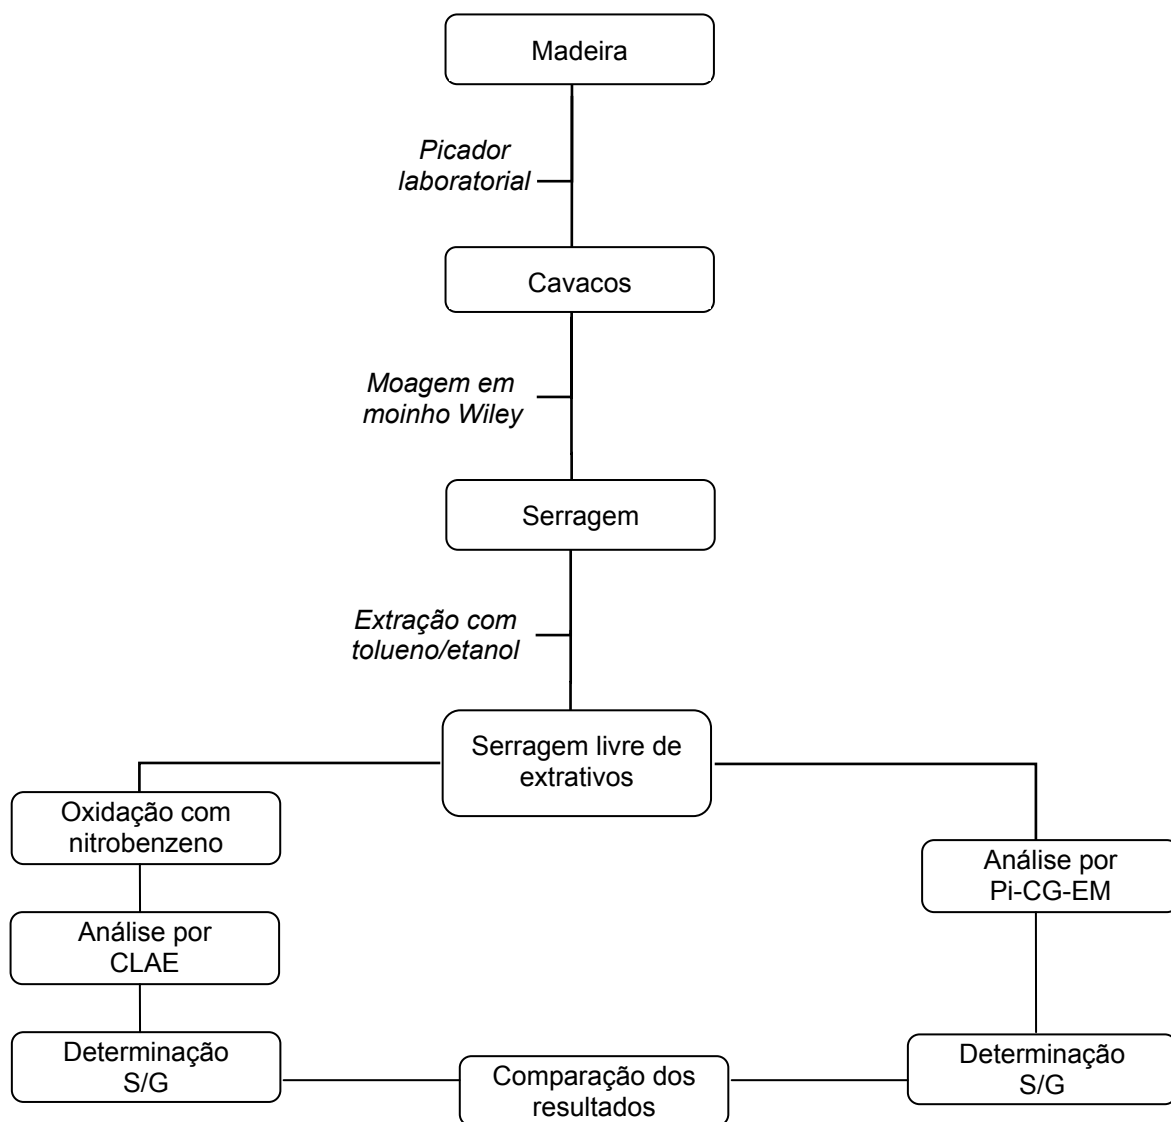 Madeira
Picador
laboratorial
Cavacos
Moagem em
moinho Wiley
Serragem
Extração com
tolueno/etanol
Serragem livre de
extrativos
Oxidação com
nitrobenzeno
Análise por
CLAE
Determinação
S/G
Análise por
Pi-CG-EM
Determinação
S/G
Comparação dos
resultados